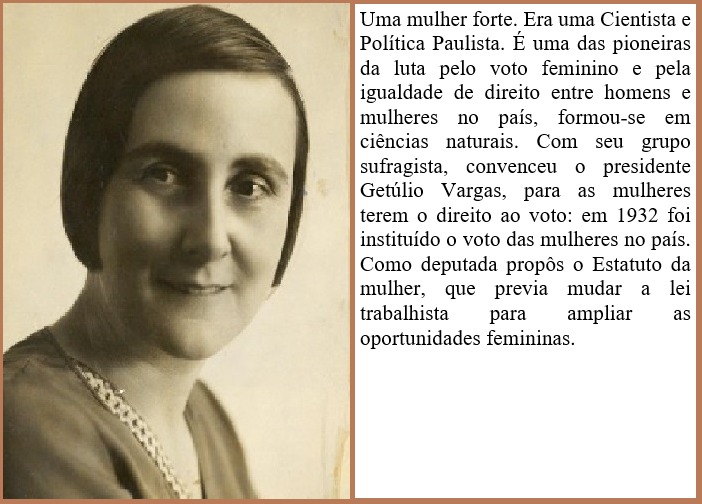 Uma mulher forte. Era uma Cientista e
Política Paulista. É uma das pioneiras
da luta pelo voto feminino e pela
igualdade de direito entre homens e
mulheres no país, formou-se em
ciências naturais. Com seu grupo
sufragista, convenceu o presidente
Getúlio Vargas, para as mulheres
terem o direito ao voto: em 1932 foi
instituído o voto das mulheres no país.
Como deputada propôs o Estatuto da
mulher, que previa mudar a lei
trabalhista para ampliar as
oportunidades femininas.